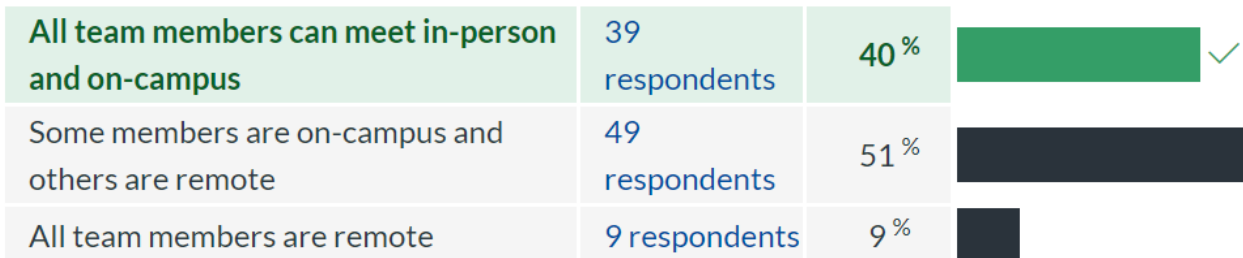 All team members can meet in-person
and on-campus
39
respondents
40 %
Some members are on-campus and
others are remote
49
respondents
51 %
All team members are remote
9 respondents
9 %